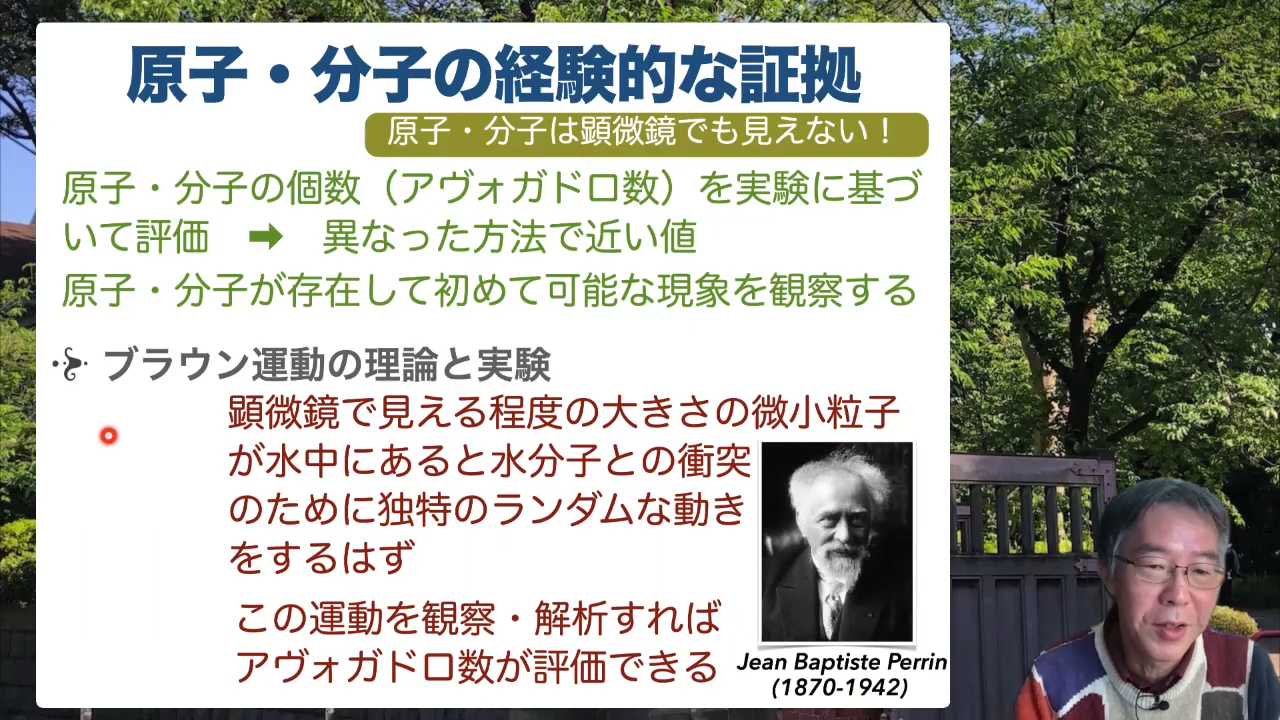 原子・分子の経験的な証拠
原子・分子は顕微鏡でも見えない！
原子・分子の個数（アヴォガドロ数）を実験に基づ
いて評価　➡　異なった方法で近い値
原子・分子が存在して初めて可能な現象を観察する
ブラウン運動の理論と実験
顕微鏡で見える程度の大きさの微小粒子
が水中にあると水分子との衝突
のために独特のランダムな動き
をするはず
この運動を観察・解析すれば
アヴォガドロ数が評価できる
Jean Baptiste Perrin
(1870-1942)